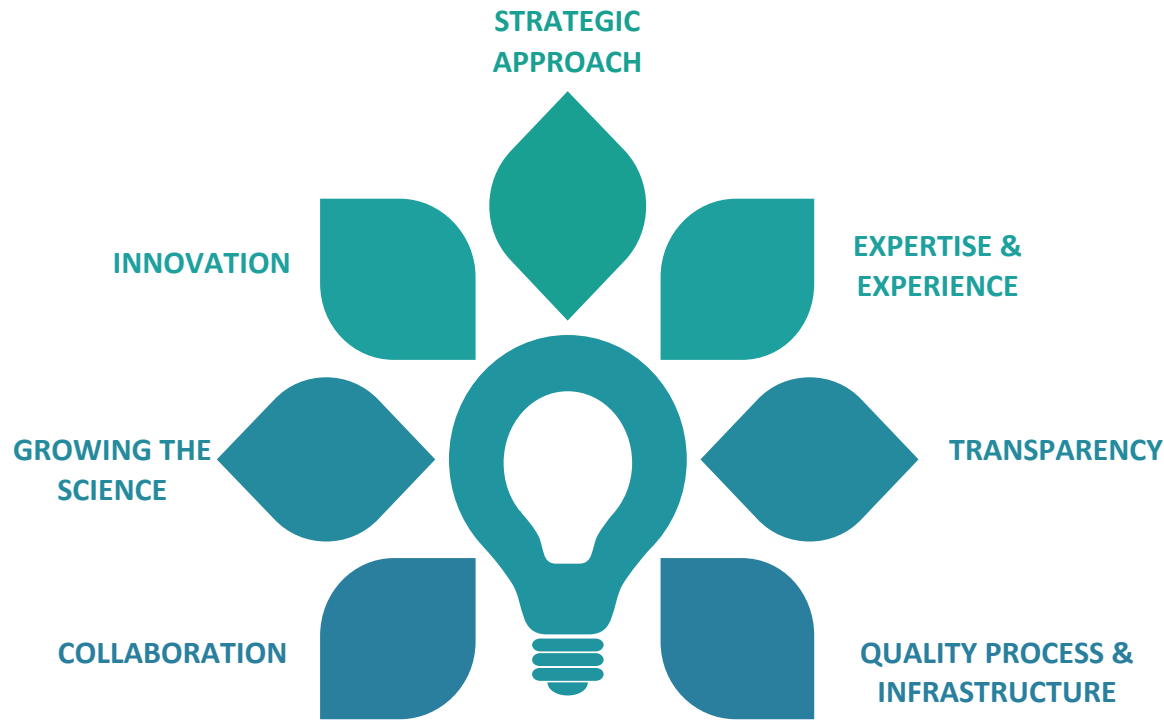 STRATEGIC
APPROACH
INNOVATION
EXPERTISE &
EXPERIENCE
GROWING THE
SCIENCE
TRANSPARENCY
COLLABORATION
QUALITY PROCESS &
INFRASTRUCTURE